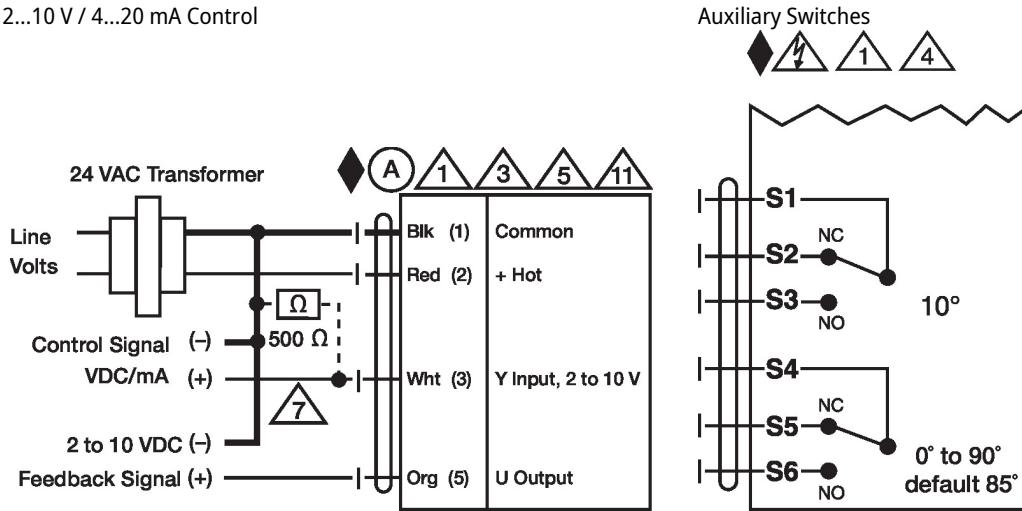 2...10 V / 4...20 mA Control
24 VAC Transformer
A 1 3 5 11
Line
Volts
Blk (1) Common
Red (2) + Hot
Ω
500 Ω
Control Signal (–)
VDC/mA (+)
7
Wht (3) Y Input, 2 to 10 V
2 to 10 VDC (–)
Feedback Signal (+)
Org (5) U Output
Auxiliary Switches
1 4
S1
NC
S2
S3
NO
10°
S4
NC
S5
S6
NO
0° to 90°
default 85°